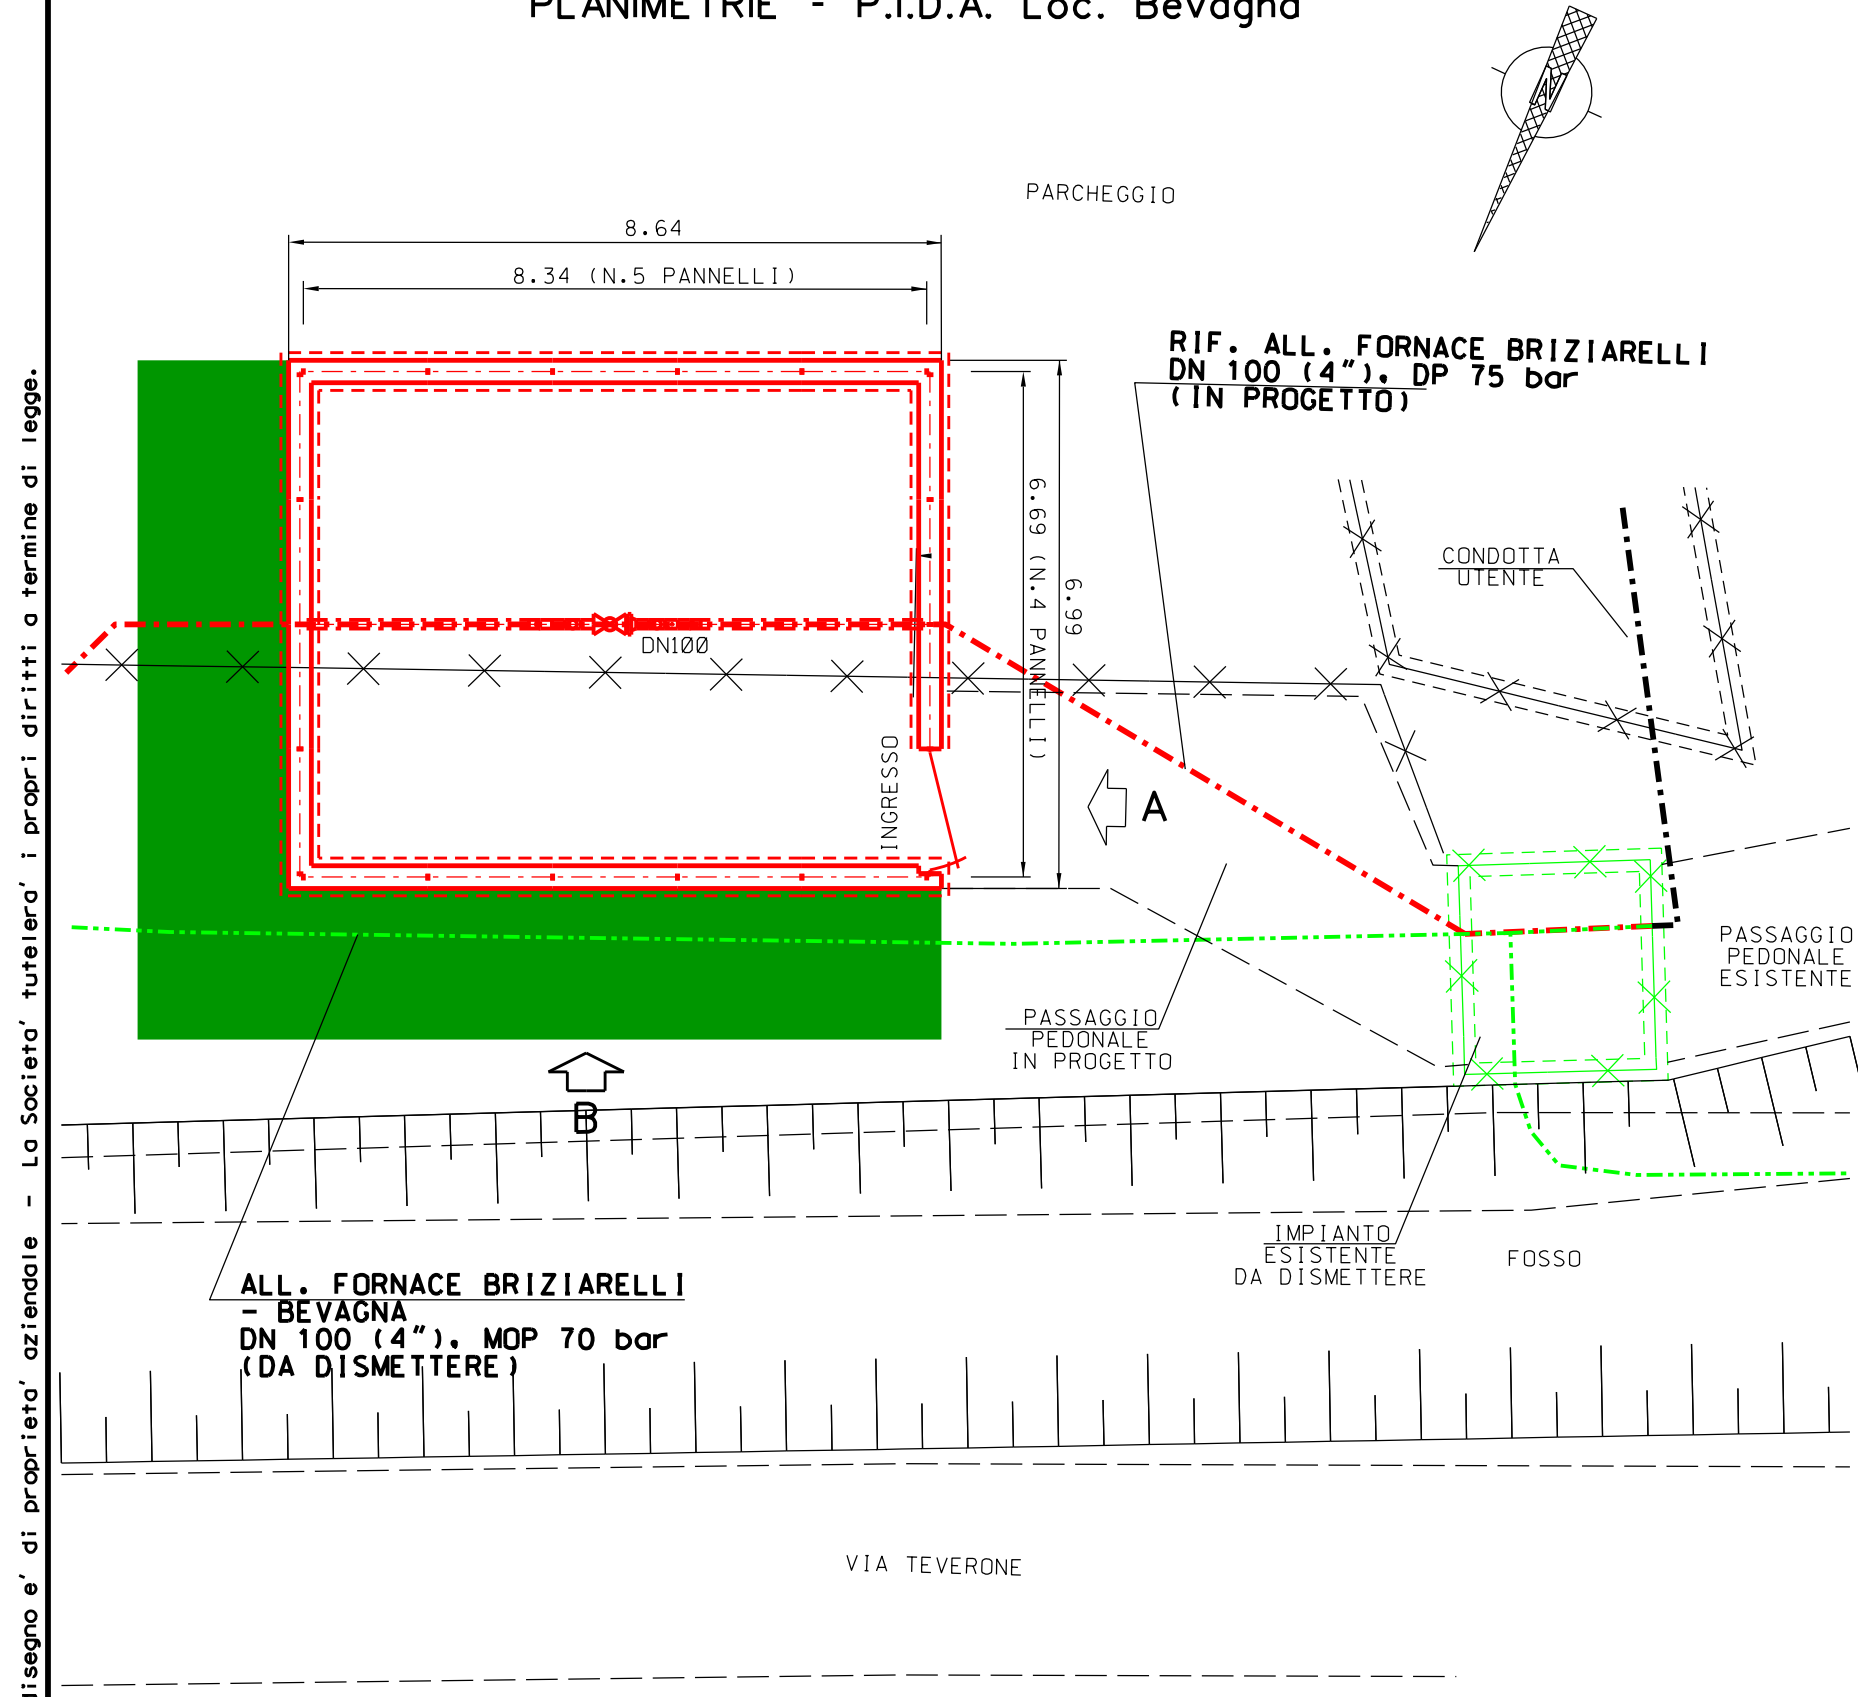 PLANIMETRIE - P.I.D.A. Loc. Bevagna
N
PARCHEGGIO
8.64
8.34 (N.5 PANNELLI)
RIF. ALL. FORNACE BRIZIARELLI
DN 100 (4"), DP 75 bar
(IN PROGETTO)
6.69 (N.4 PANNELLI)
6.99
CONDOTTA
UTENTE
DN100
INGRESSO
A
PASSAGGIO
PEDONALE
ESISTENTE
PASSAGGIO
PEDONALE
IN PROGETTO
B
IMPIANTO
ESISTENTE
DA DISMETTERE
FOSSO
ALL. FORNACE BRIZIARELLI
- BEVAGNA
DN 100 (4"), MOP 70 bar
(DA DISMETTERE)
VIA TEVERONE
disegno e' di proprieta' aziendale - La Societa' tutelera' i propri diritti a termine di legge.